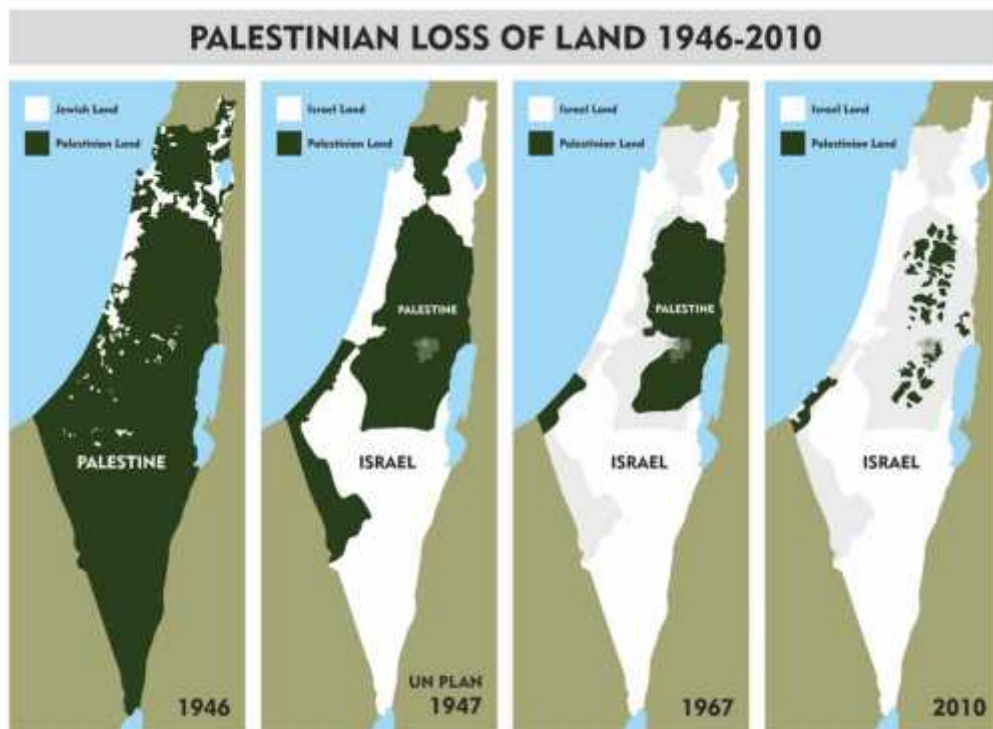 PALESTINIAN LOSS OF LAND 1946-2010
Jewish Land
Palestinian Land
PALESTINE
1946
Israel Land
Palestinian Land
PALESTINE
ISRAEL
UN PLAN
1947
Israel Land
Palestinian Land
PALESTINE
ISRAEL
1967
Israel Land
Palestinian Land
ISRAEL
2010